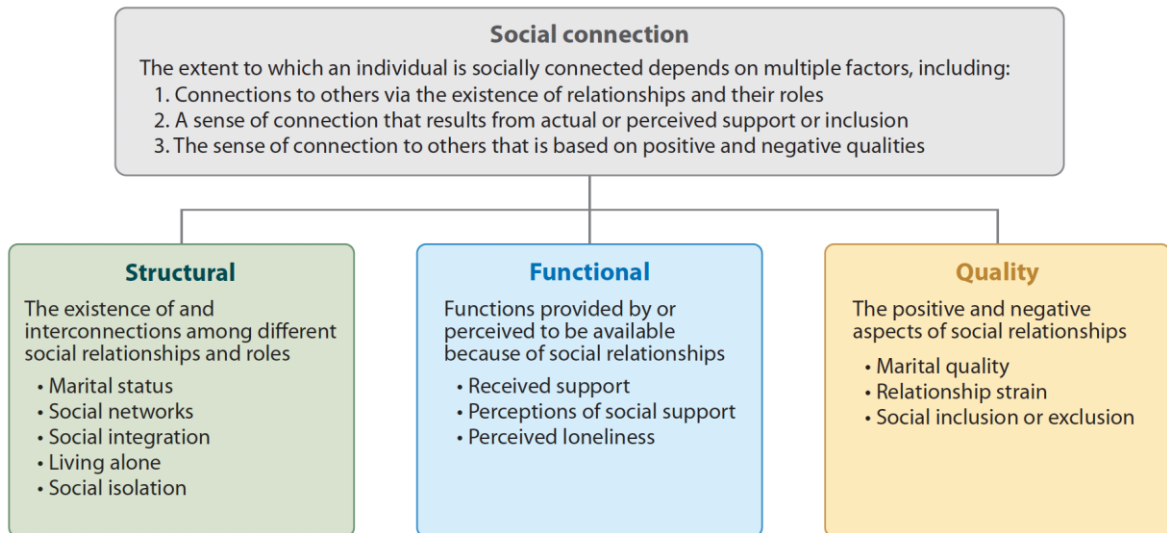 Social connection
The extent to which an individual is socially connected depends on multiple factors, including:
1. Connections to others via the existence of relationships and their roles
2. A sense of connection that results from actual or perceived support or inclusion
3. The sense of connection to others that is based on positive and negative qualities
Structural
The existence of and
interconnections among different
social relationships and roles
• Marital status
• Social networks
• Social integration
• Living alone
• Social isolation
Functional
Functions provided by or
perceived to be available
because of social relationships
• Received support
• Perceptions of social support
• Perceived loneliness
Quality
The positive and negative
aspects of social relationships
• Marital quality
• Relationship strain
• Social inclusion or exclusion